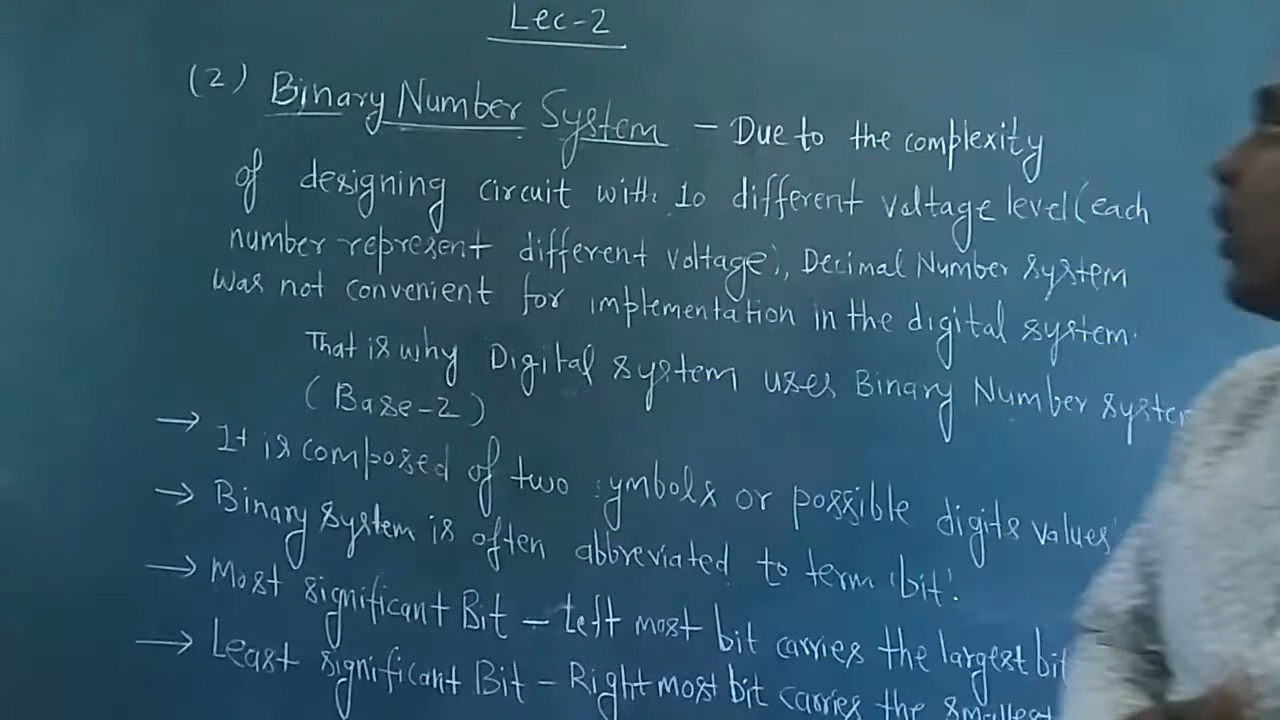 Lec-2
(2) Binary Number System - Due to the complexity
of designing circuit with 10 different voltage level (each
number represent different voltage), Decimal Number system
was not convenient for implementation in the digital system.
That is why Digital system uses Binary Number system
(Base-2)
→ It is composed of two symbols or possible digits values
→ Binary system is often abbreviated to term 'bit'.
→ Most significant Bit - Left most bit carries the largest bit
→ Least significant Bit - Right most bit carries the smallest